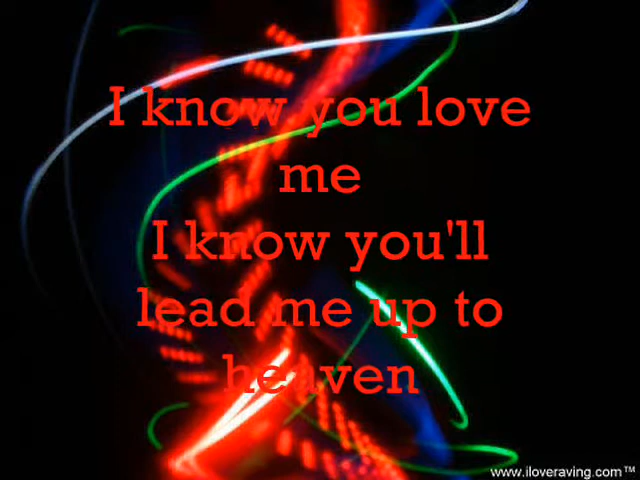 I know you love
me
I know you'll
lead me up to
heaven
www.iloveraving.com™